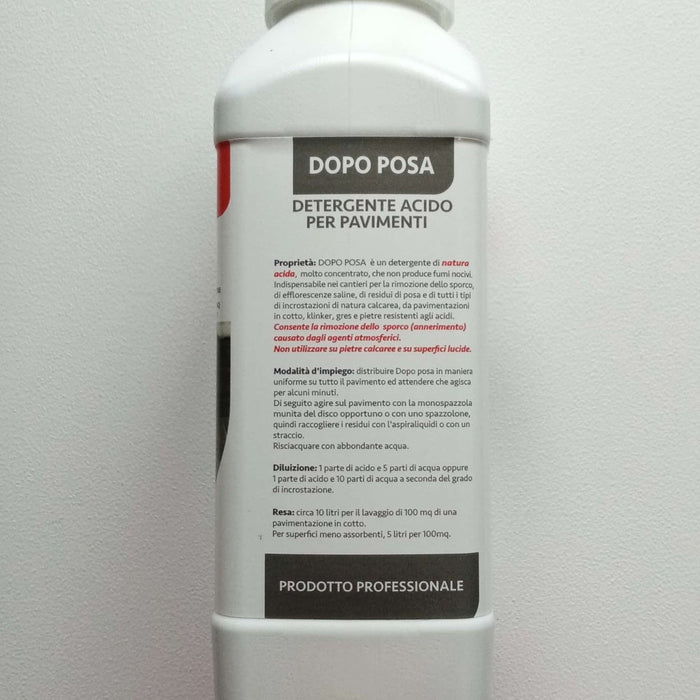 DOPO POSA
DETERGENTE ACIDO
PER PAVIMENTI
Proprietà: DOPO POSA è un detergente di natura
acida, molto concentrato, che non produce fumi nocivi.
Indispensabile nei cantieri per la rimozione dello sporco,
di efflorescenze saline, di residui di posa e di tutti i tipi
di incrostazioni di natura calcarea, da pavimentazioni
in cotto, klinker, gres e pietre resistenti agli acidi.
Consente la rimozione dello sporco (annerimento)
causato dagli agenti atmosferici.
Non utilizzare su pietre calcaree e su superfici lucide.
Modalità d'impiego: distribuire Dopo posa in maniera
uniforme su tutto il pavimento ed attendere che agisca
per alcuni minuti.
Di seguito agire sul pavimento con la monospazzola
munita del disco opportuno o con uno spazzolone,
quindi raccogliere i residui con l'aspiraliquidi o con un
straccio.
Risciacquare con abbondante acqua.
Diluizione: 1 parte di acido e 5 parti di acqua oppure
1 parte di acido e 10 parti di acqua a seconda del grado
di incrostazione.
Resa: circa 10 litri per il lavaggio di 100 mq di una
pavimentazione in cotto.
Per superfici meno assorbenti, 5 litri per 100mq.
PRODOTTO PROFESSIONALE